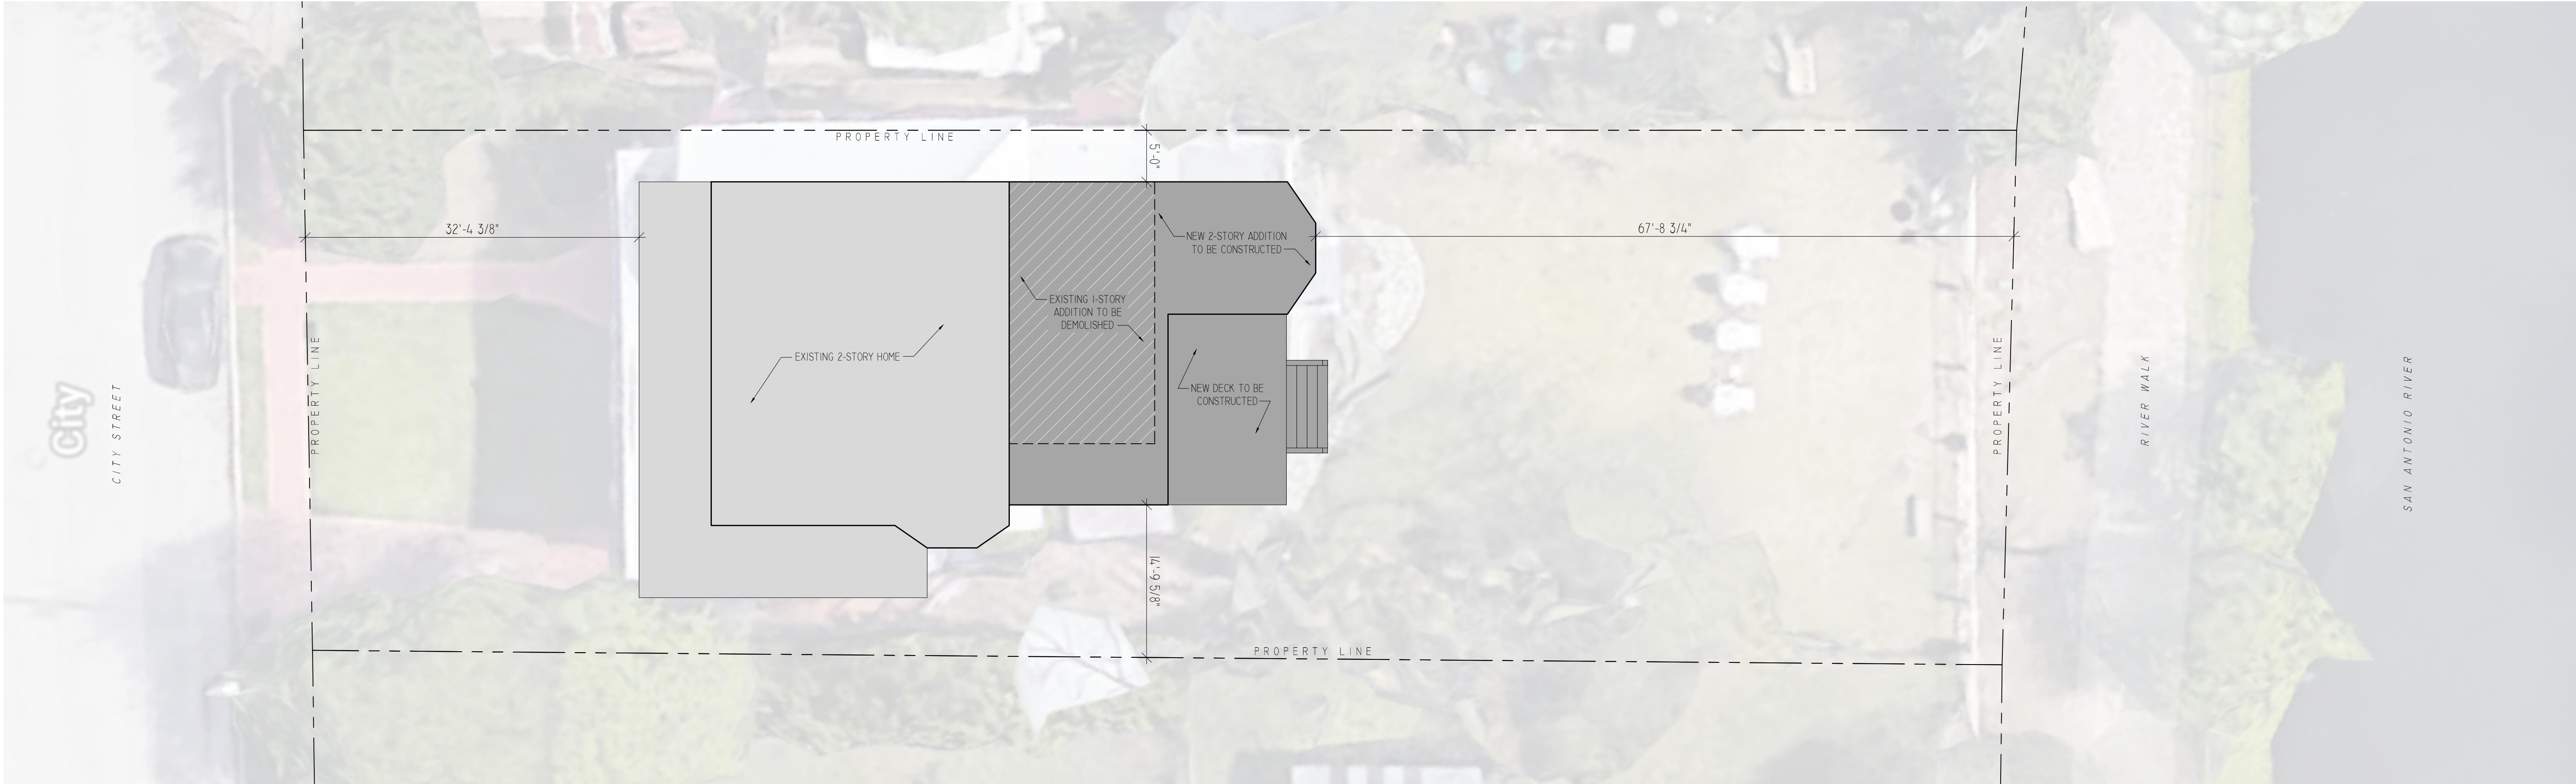 PROPERTY LINE
5'-0"
32'-4 3/8"
67'-8 3/4"
NEW 2-STORY ADDITION
TO BE CONSTRUCTED
EXISTING 1-STORY
ADDITION TO BE
DEMOLISHED
EXISTING 2-STORY HOME
NEW DECK TO BE
CONSTRUCTED
City
CITY STREET
PROPERTY LINE
PROPERTY LINE
RIVER WALK
SAN ANTONIO RIVER
14'-9 5/8"
PROPERTY LINE